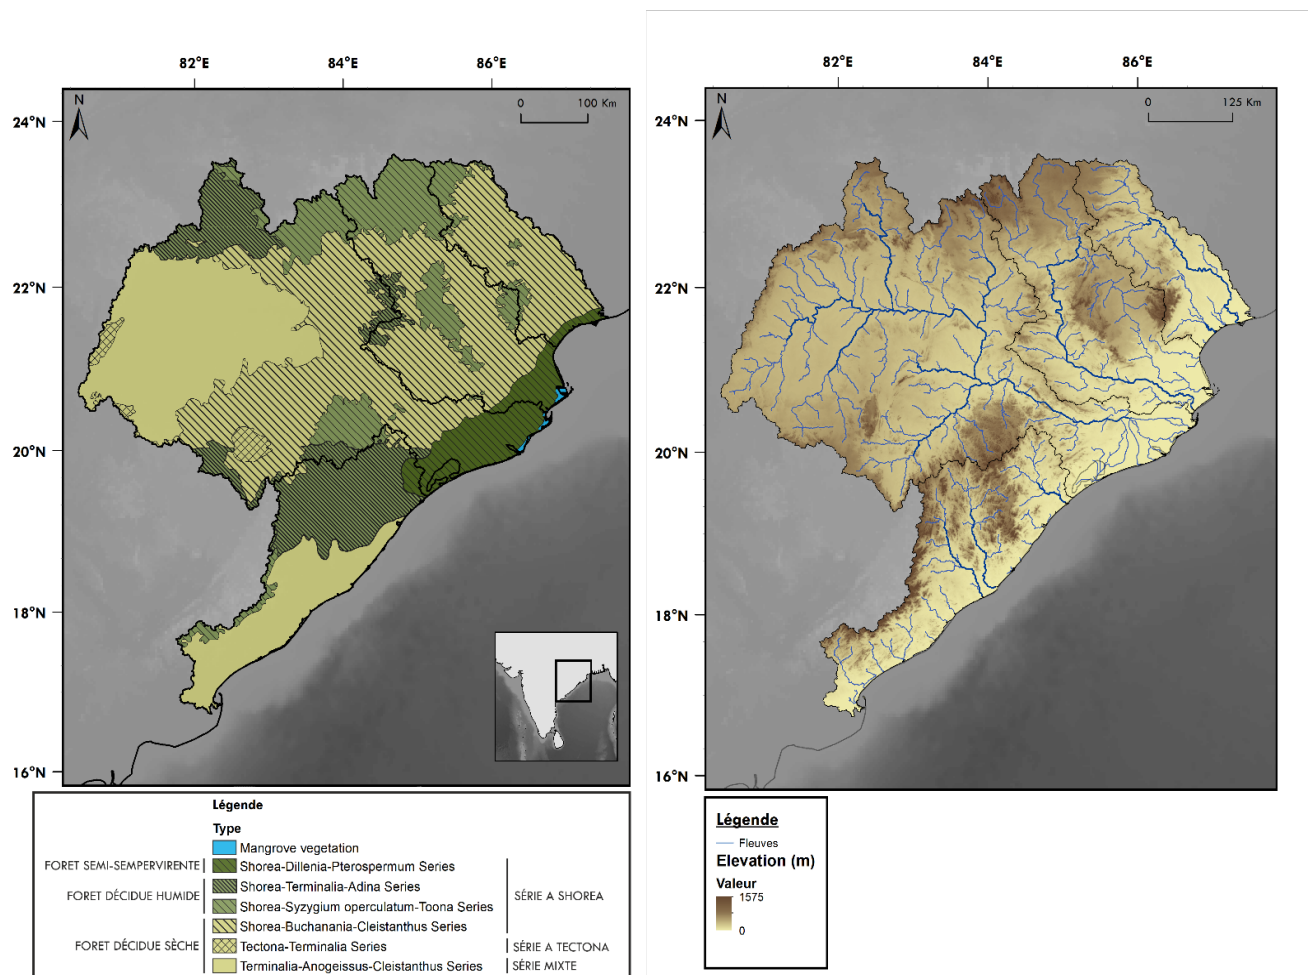 82°E 84°E 86°E
24°N
22°N
20°N
18°N
16°N
N
0 100 Km
Légende
Type
Mangrove vegetation
FORET SEMI-SEMPERVIRENTE
Shorea-Dillenia-Pterospermum Series
FORET DÉCIDUE HUMIDE
Shorea-Terminalia-Adina Series
Shorea-Syzygium operculatum-Toona Series
SÉRIE A SHOREA
Shorea-Buchanania-Cleistanthus Series
FORET DÉCIDUE SÈCHE
Tectona-Terminalia Series
SÉRIE A TECTONA
Terminalia-Anogeissus-Cleistanthus Series
SÉRIE MIXTE
82°E 84°E 86°E
24°N
22°N
20°N
18°N
16°N
N
0 125 Km
Légende
Fleuves
Elevation (m)
Valeur
1575
0